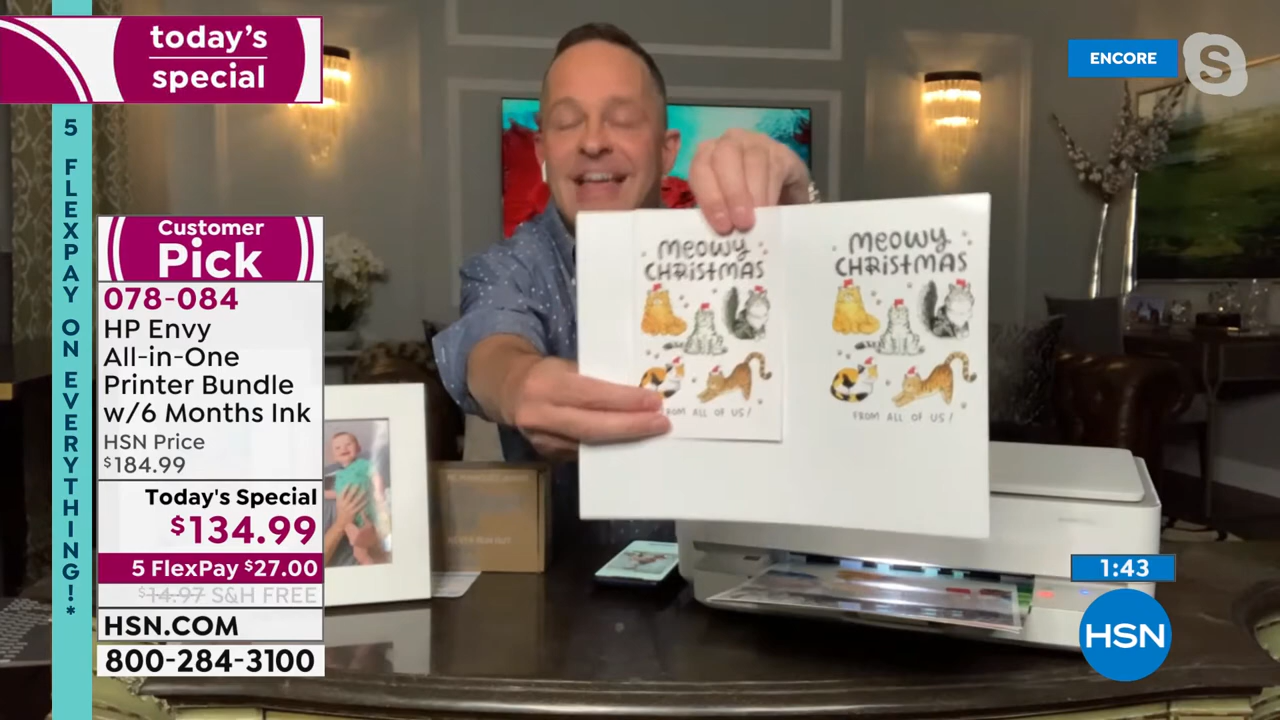 today's
special
ENCORE
S
5 FLEXPAY ON EVERYTHING!*
Customer
Pick
078-084
HP Envy
All-in-One
Printer Bundle
w/6 Months Ink
HSN Price
$184.99
Today's Special
$134.99
5 FlexPay $27.00
$14.97 S&H FREE
HSN.COM
800-284-3100
MEOWY
CHRISTMAS
FROM ALL OF US!
MEOWY
CHRISTMAS
FROM ALL OF US!
1:43
HSN